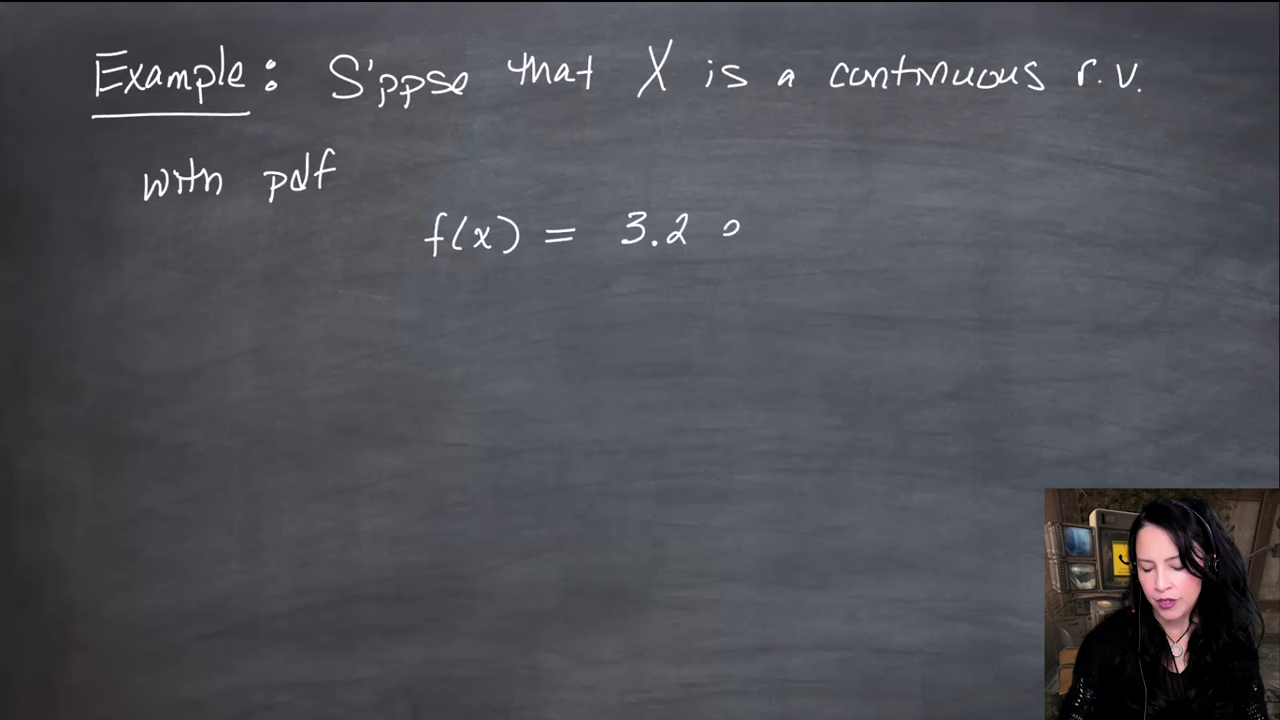 Example: S'ppse that X is a continuous r.v.
with pdf
f(x) = 3.2